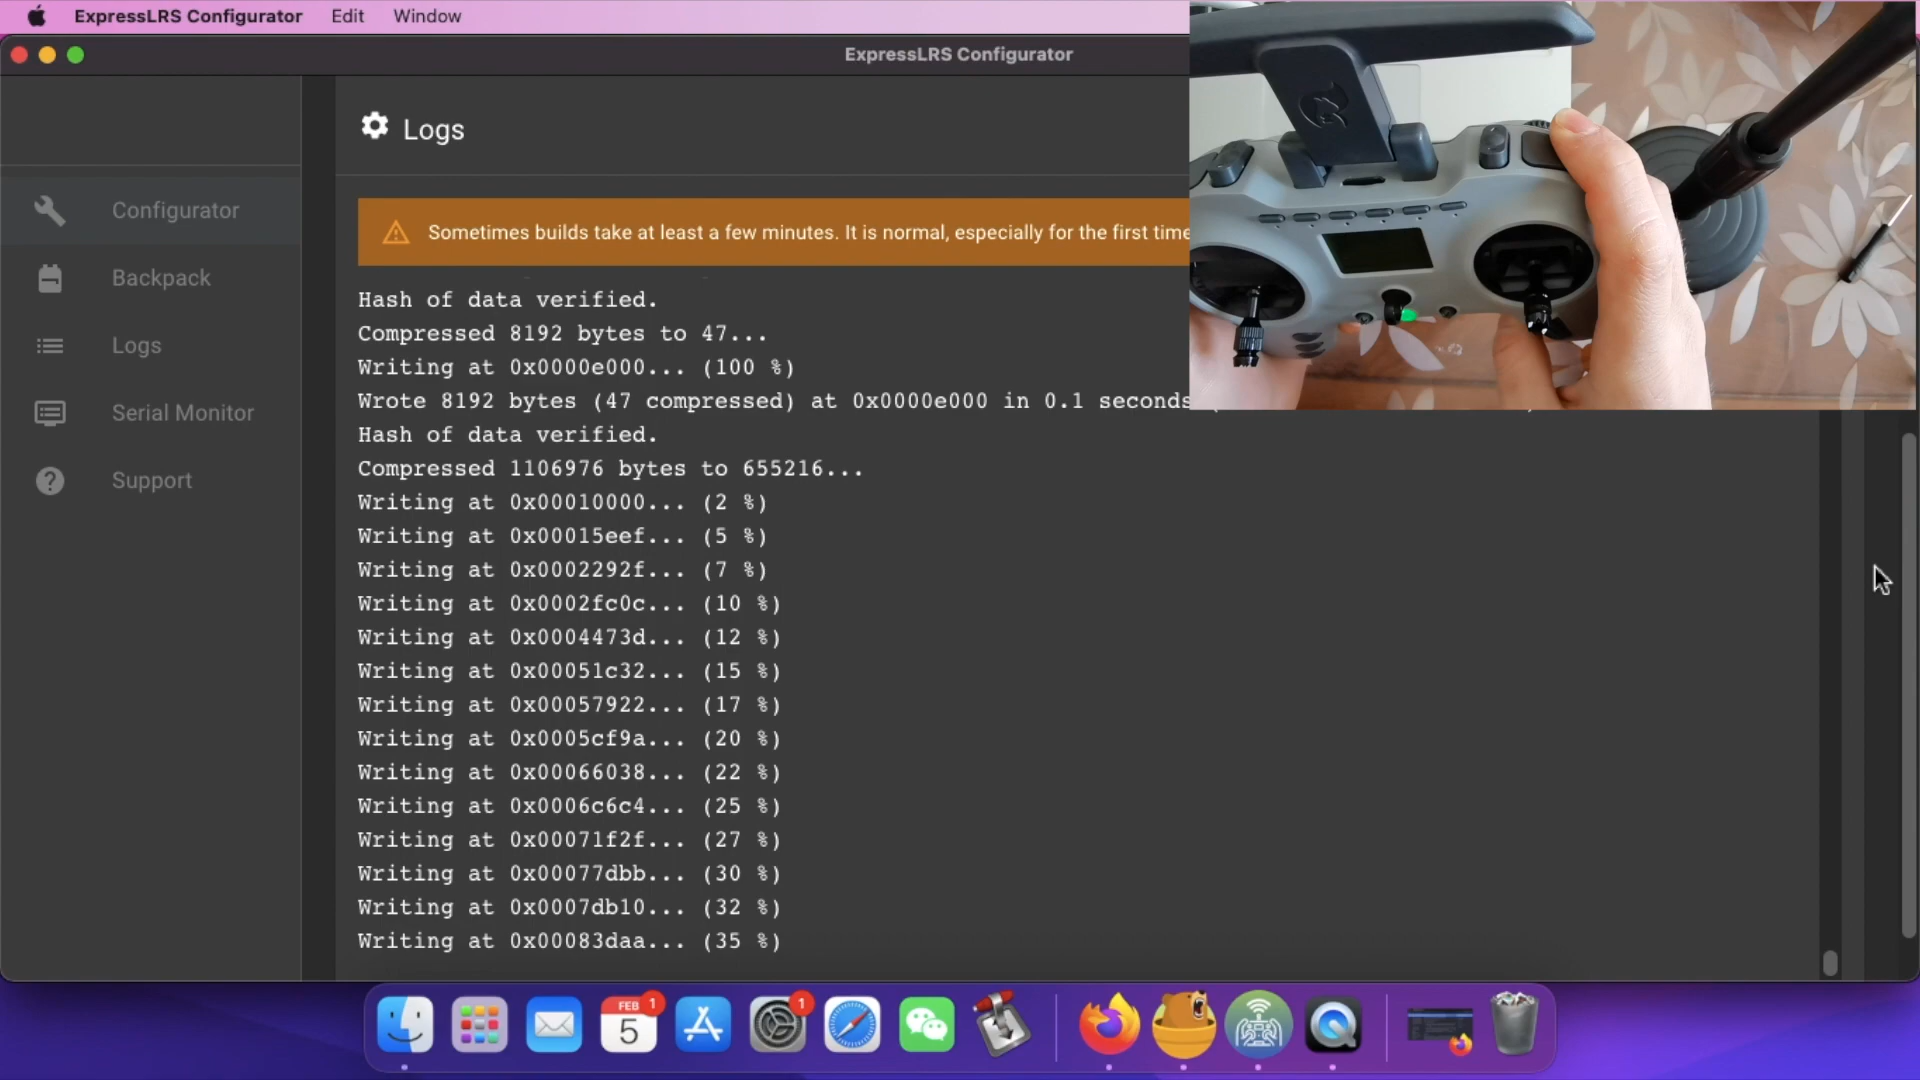 ExpressLRS Configurator Edit Window
ExpressLRS Configurator
Configurator
Backpack
Logs
Serial Monitor
Support
Logs
Sometimes builds take at least a few minutes. It is normal, especially for the first time
Hash of data verified.
Compressed 8192 bytes to 47...
Writing at 0x0000e000... (100 %)
Wrote 8192 bytes (47 compressed) at 0x0000e000 in 0.1 seconds
Hash of data verified.
Compressed 1106976 bytes to 655216...
Writing at 0x00010000... (2 %)
Writing at 0x00015eef... (5 %)
Writing at 0x0002292f... (7 %)
Writing at 0x0002fc0c... (10 %)
Writing at 0x0004473d... (12 %)
Writing at 0x00051c32... (15 %)
Writing at 0x00057922... (17 %)
Writing at 0x0005cf9a... (20 %)
Writing at 0x00066038... (22 %)
Writing at 0x0006c6c4... (25 %)
Writing at 0x00071f2f... (27 %)
Writing at 0x00077dbb... (30 %)
Writing at 0x0007db10... (32 %)
Writing at 0x00083daa... (35 %)
FEB 1
5
1